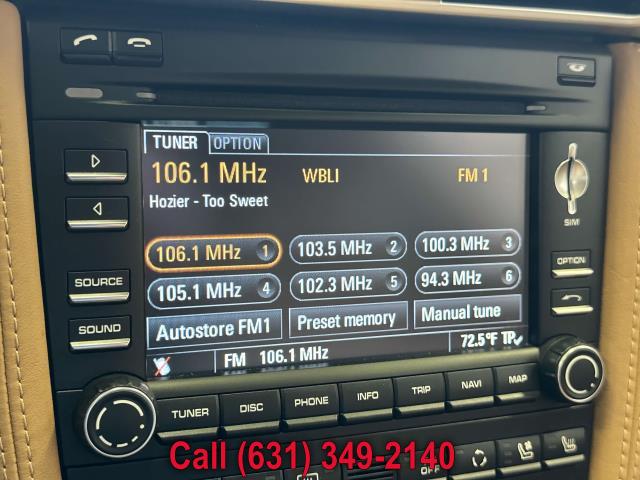 TUNER OPTION
106.1 MHz WBLI FM 1
Hozier - Too Sweet
SIM
106.1 MHz 1 103.5 MHz 2 100.3 MHz 3
105.1 MHz 4 102.3 MHz 5 94.3 MHz 6
OPTION
SOURCE
SOUND
Autostore FM1 Preset memory Manual tune
FM 106.1 MHz 72.5°F TP
TUNER DISC PHONE INFO TRIP NAVI MAP
Call (631) 349-2140